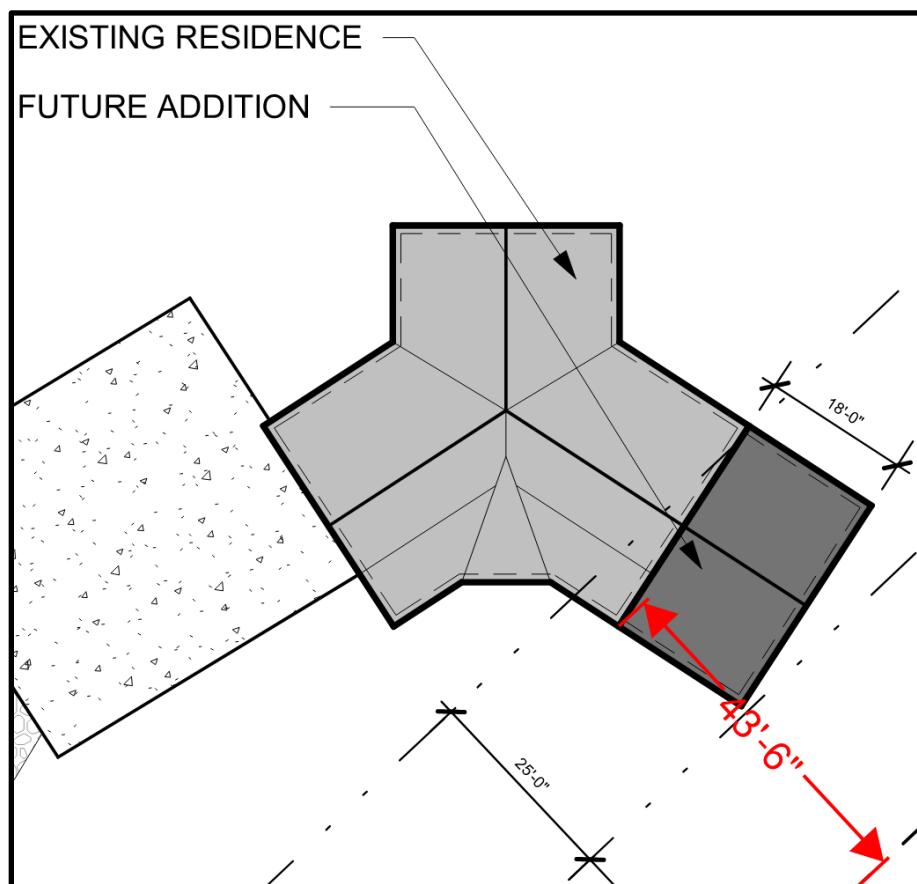 EXISTING RESIDENCE
FUTURE ADDITION
18'-0"
43'-6"
25'-0"